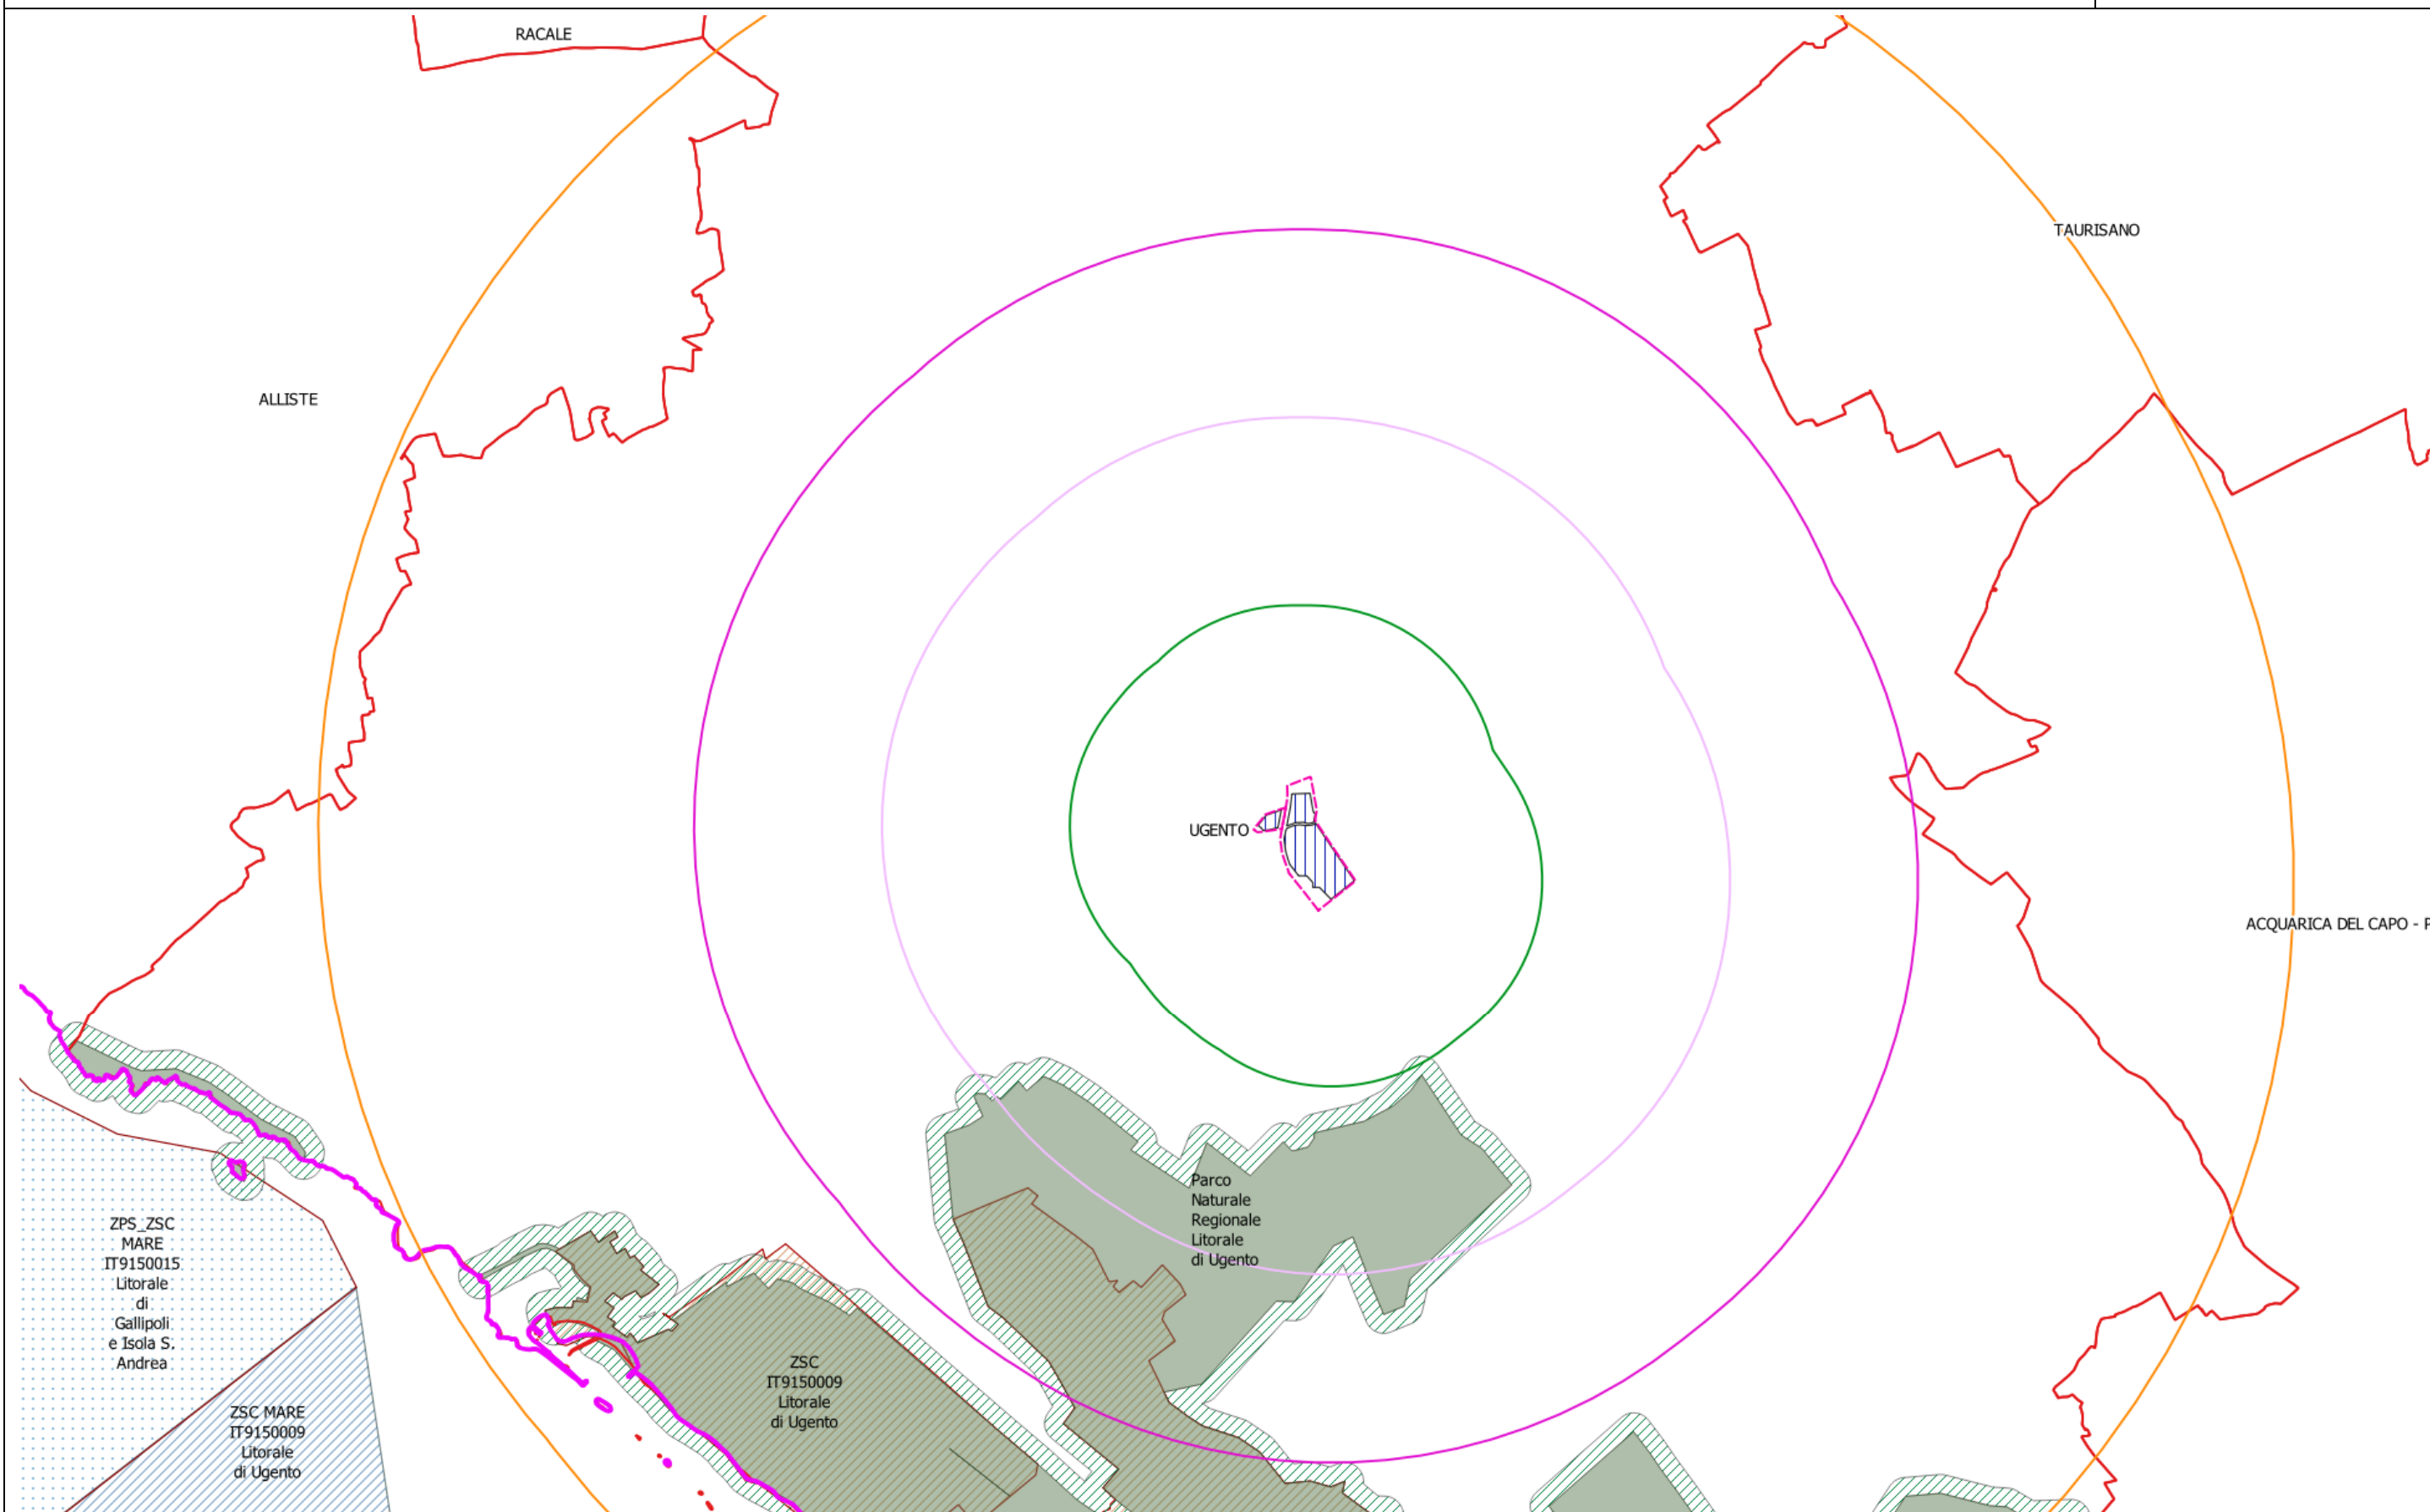 RACALE
TAURISANO
ALLISTE
UGENTO
ACQUARICA DEL CAPO - P
Parco
Naturale
Regionale
Litorale
di Ugento
ZPS_ZSC
MARE
IT9150015
Litorale
di
Gallipoli
e Isola S.
Andrea
ZSC
IT9150009
Litorale
di Ugento
ZSC MARE
IT9150009
Litorale
di Ugento